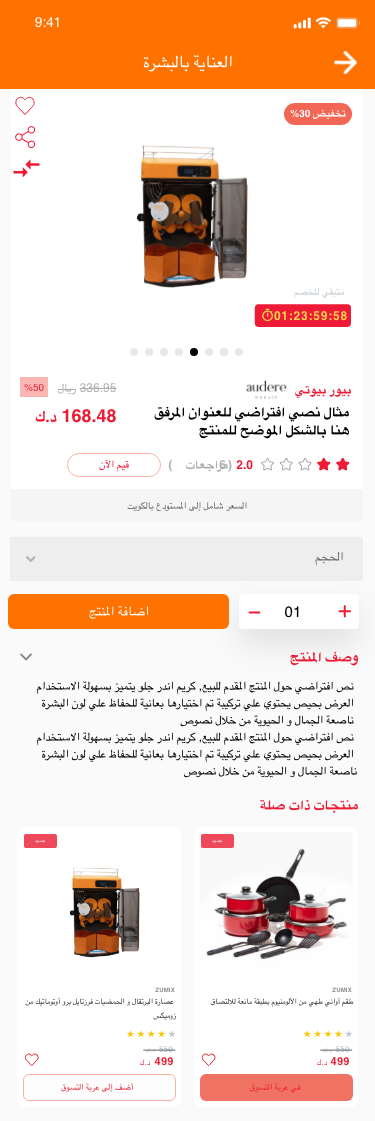 9:41
العناية بالبشرة
تخفيض 30%
متبقي للخصم
01:23:59:58
بيور بيوتي
audere
336.95 ريال
%50
مثال نصي افتراضي للعنوان المرفق
هنا بالشكل الموضح للمنتج
168.48 د.ك
2.0 (6 مراجعات)
قيم الآن
السعر شامل إلى المستودع بالكويت
الحجم
01
اضافة المنتج
وصف المنتج
نص افتراضي حول المنتج المقدم للبيع, كريم اندر جلو يتميز بسهولة الاستخدام
العرض بحيص يحتوي علي تركيبة تم اختيارها بعانية للحفاظ علي لون البشرة
ناصعة الجمال و الحيوية من خلال نصوص
نص افتراضي حول المنتج المقدم للبيع, كريم اندر جلو يتميز بسهولة الاستخدام
العرض بحيص يحتوي علي تركيبة تم اختيارها بعانية للحفاظ علي لون البشرة
ناصعة الجمال و الحيوية من خلال نصوص
منتجات ذات صلة
جديد
ZUMIX
طقم أواني طهي من الألومنيوم بطبقة مانعة للالتصاق
550 د.ك
499 د.ك
في عربة التسوق
جديد
ZUMIX
عصارة البرتقال و الحمضيات فرزتايل برو أوتوماتيك من
زوميكس
550 د.ك
499 د.ك
أضف إلى عربة التسوق